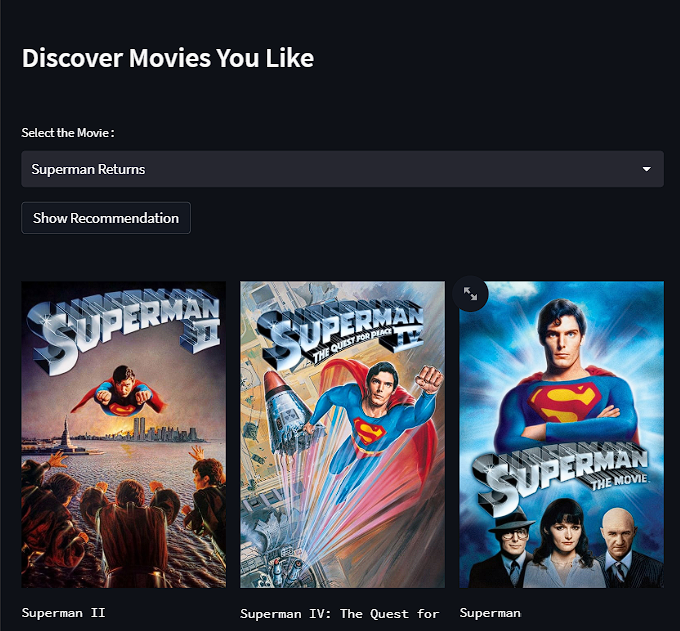 Discover Movies You Like
Select the Movie :
Superman Returns
Show Recommendation
SUPERMAN II
SUPERMAN IV
THE QUEST FOR PEACE
SUPERMAN
THE MOVIE
Superman II
Superman IV: The Quest for
Superman